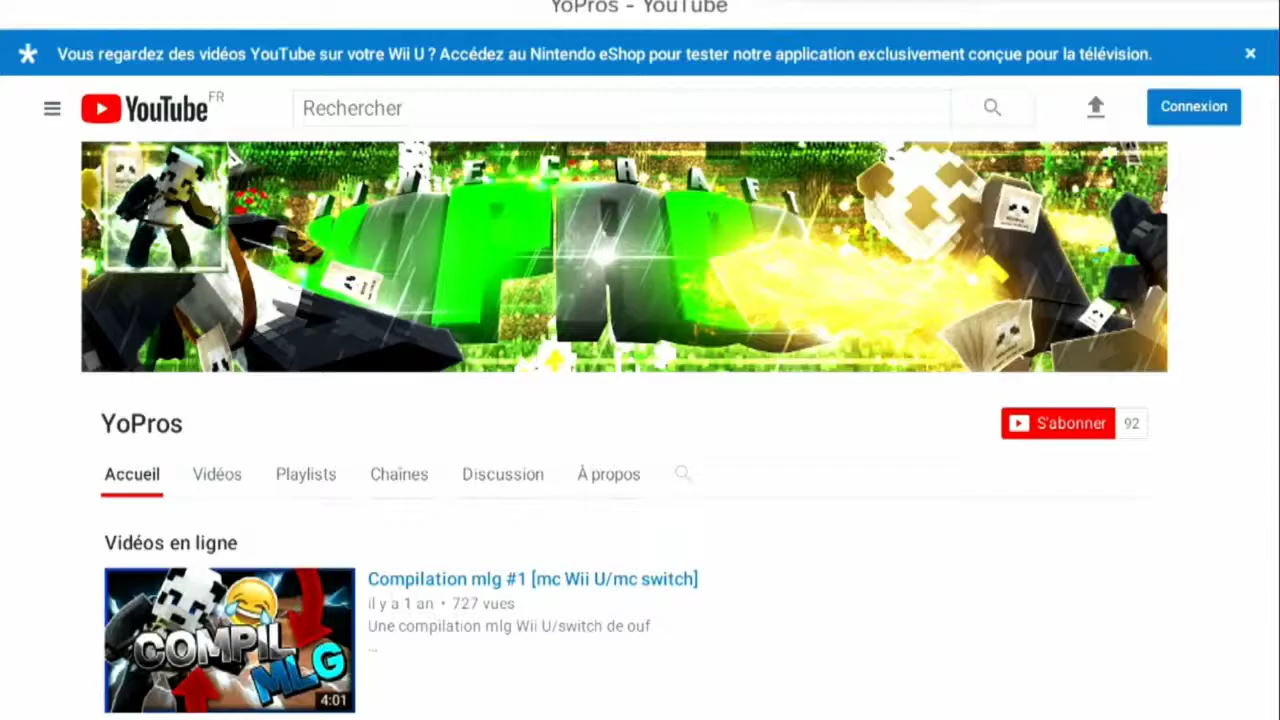 YoPros - YouTube
Vous regardez des vidéos YouTube sur votre Wii U ? Accédez au Nintendo eShop pour tester notre application exclusivement conçue pour la télévision. ×
YouTube FR
Rechercher
Connexion
YoPros
S'abonner 92
Accueil Vidéos Playlists Chaînes Discussion À propos
Vidéos en ligne
Compilation mlg #1 [mc Wii U/mc switch]
il y a 1 an • 727 vues
Une compilation mlg Wii U/switch de ouf
...
COMPIL
MLG
4:01